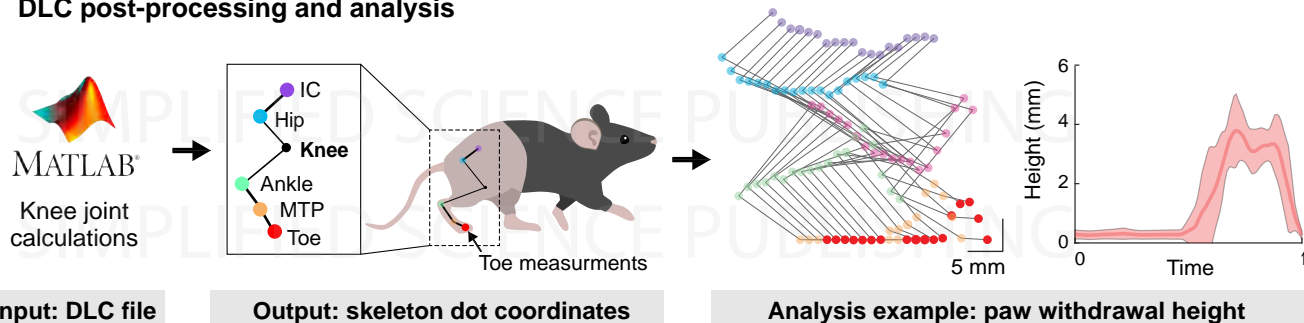 DLC post-processing and analysis
SIMPLIFIED SCIENCE PUBLISHING
SIMPLIFIED SCIENCE PUBLISHING
MATLAB®
Knee joint
calculations
IC
Hip
Knee
Ankle
MTP
Toe
Toe measurments
5 mm
Height (mm)
6
4
2
0
0
1
Time
nput: DLC file
Output: skeleton dot coordinates
Analysis example: paw withdrawal height